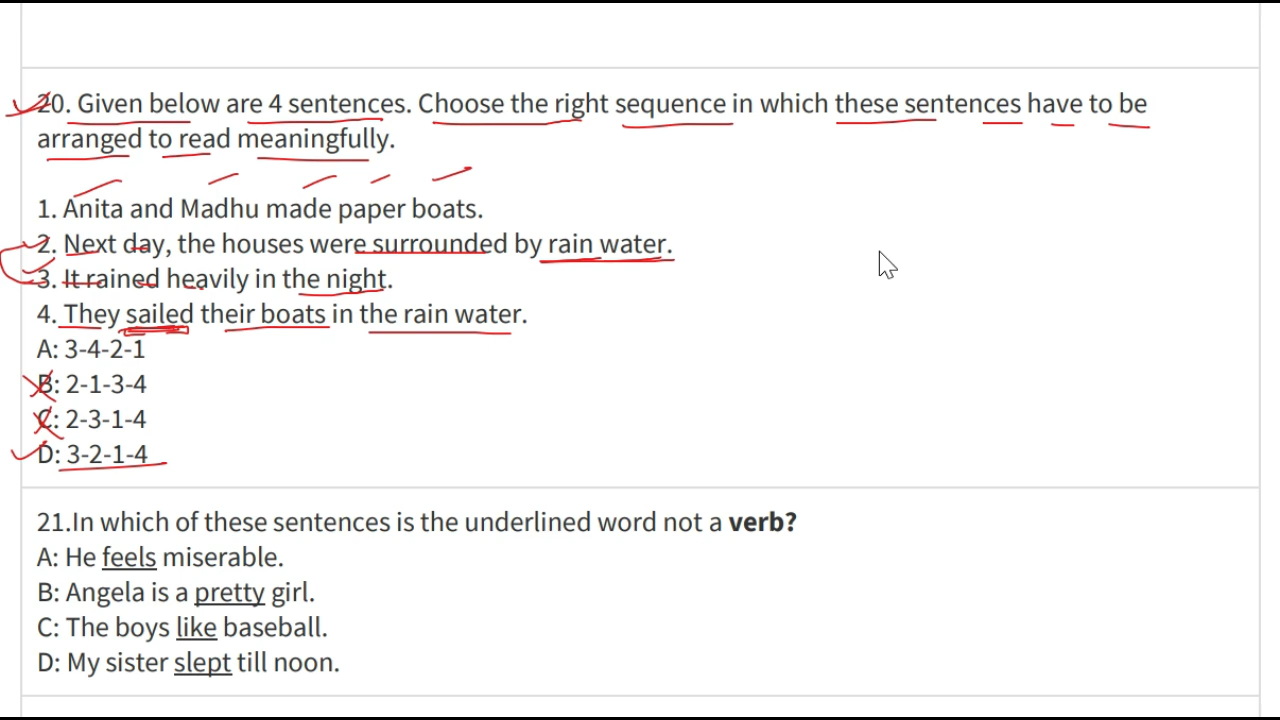 20. Given below are 4 sentences. Choose the right sequence in which these sentences have to be
arranged to read meaningfully.
1. Anita and Madhu made paper boats.
2. Next day, the houses were surrounded by rain water.
3. It rained heavily in the night.
4. They sailed their boats in the rain water.
A: 3-4-2-1
B: 2-1-3-4
C: 2-3-1-4
D: 3-2-1-4
21.In which of these sentences is the underlined word not a verb?
A: He feels miserable.
B: Angela is a pretty girl.
C: The boys like baseball.
D: My sister slept till noon.